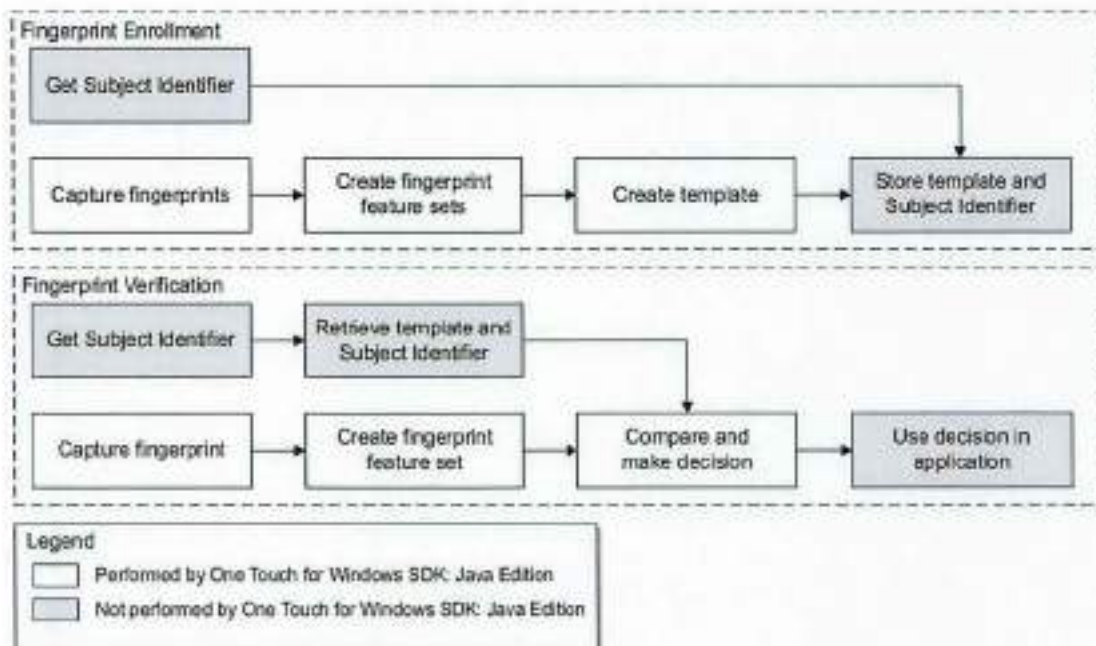 Fingerprint Enrollment
Get Subject Identifier
Capture fingerprints
Create fingerprint
feature sets
Create template
Store template and
Subject Identifier
Fingerprint Verification
Get Subject Identifier
Retrieve template and
Subject Identifier
Capture fingerprint
Create fingerprint
feature set
Compare and
make decision
Use decision in
application
Legend
Performed by One Touch for Windows SDK: Java Edition
Not performed by One Touch for Windows SDK: Java Edition